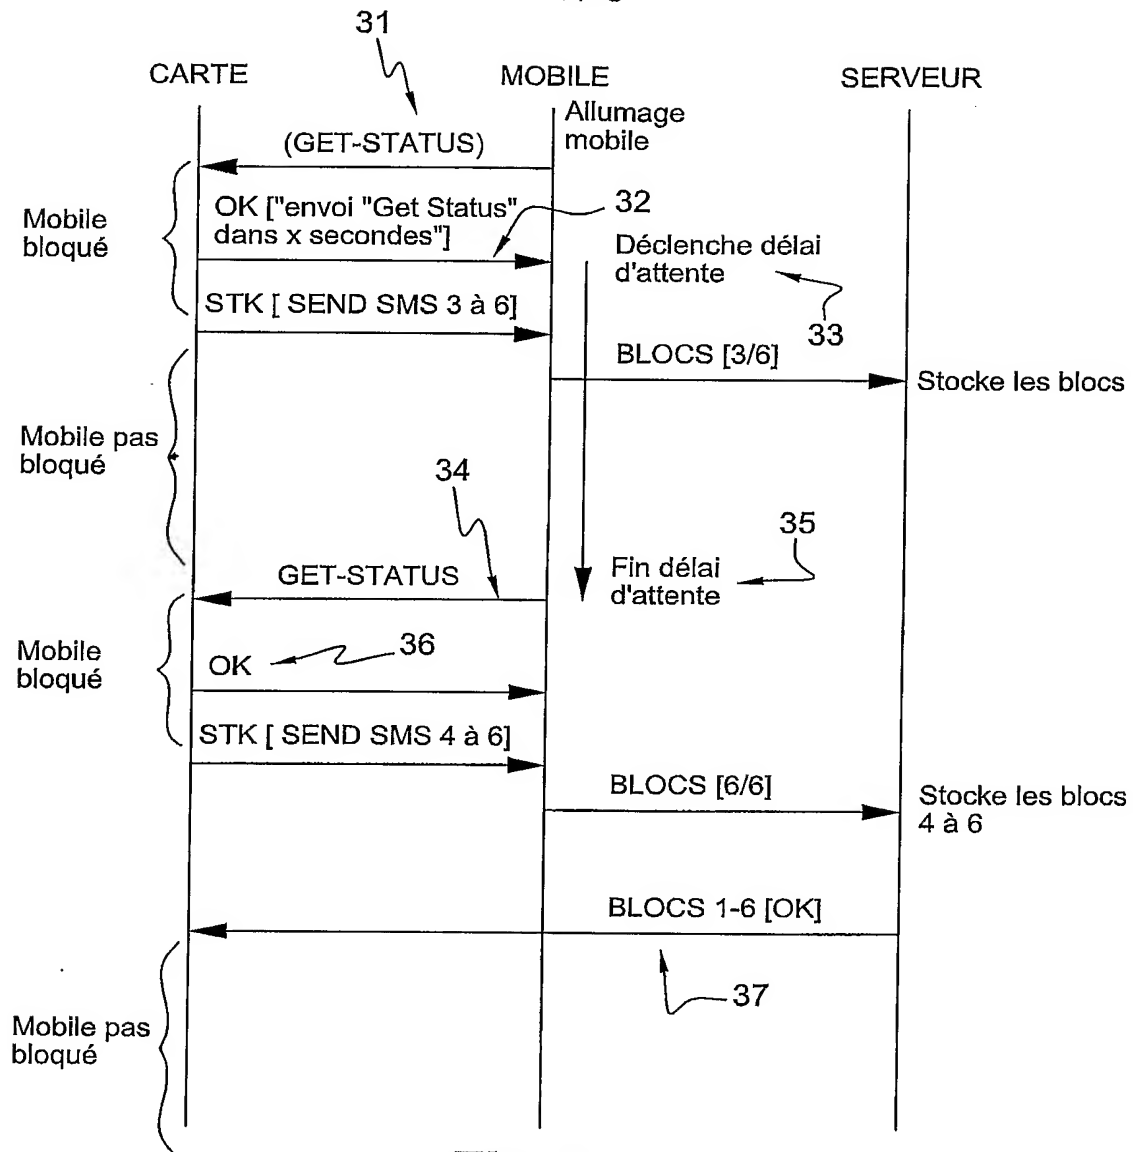 31
CARTE
MOBILE
SERVEUR
Allumage
mobile
(GET-STATUS)
Mobile
bloqué
OK ["envoi "Get Status"
dans x secondes"]
32
Déclenche délai
d'attente
33
STK [ SEND SMS 3 à 6]
BLOCS [3/6]
Stocke les blocs
Mobile pas
bloqué
34
35
GET-STATUS
Fin délai
d'attente
Mobile
bloqué
OK
36
STK [ SEND SMS 4 à 6]
BLOCS [6/6]
Stocke les blocs
4 à 6
BLOCS 1-6 [OK]
37
Mobile pas
bloqué